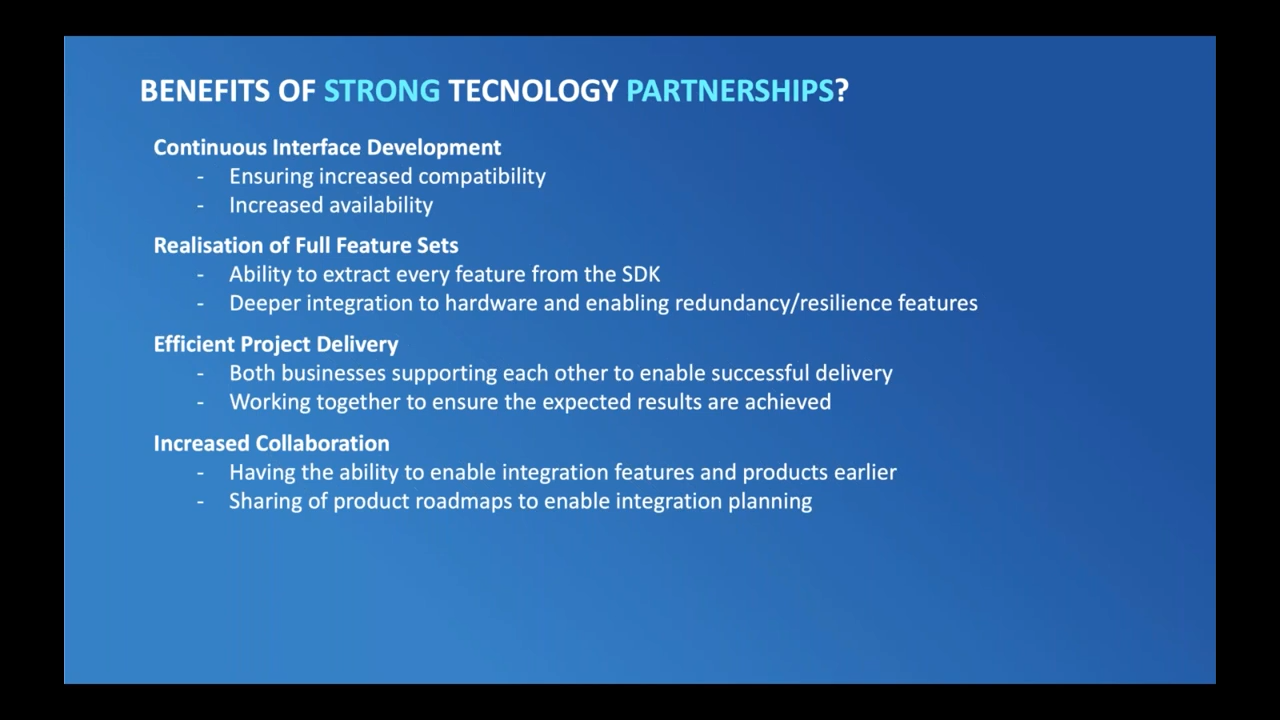 BENEFITS OF STRONG TECNOLOGY PARTNERSHIPS?
Continuous Interface Development
- Ensuring increased compatibility
- Increased availability
Realisation of Full Feature Sets
- Ability to extract every feature from the SDK
- Deeper integration to hardware and enabling redundancy/resilience features
Efficient Project Delivery
- Both businesses supporting each other to enable successful delivery
- Working together to ensure the expected results are achieved
Increased Collaboration
- Having the ability to enable integration features and products earlier
- Sharing of product roadmaps to enable integration planning